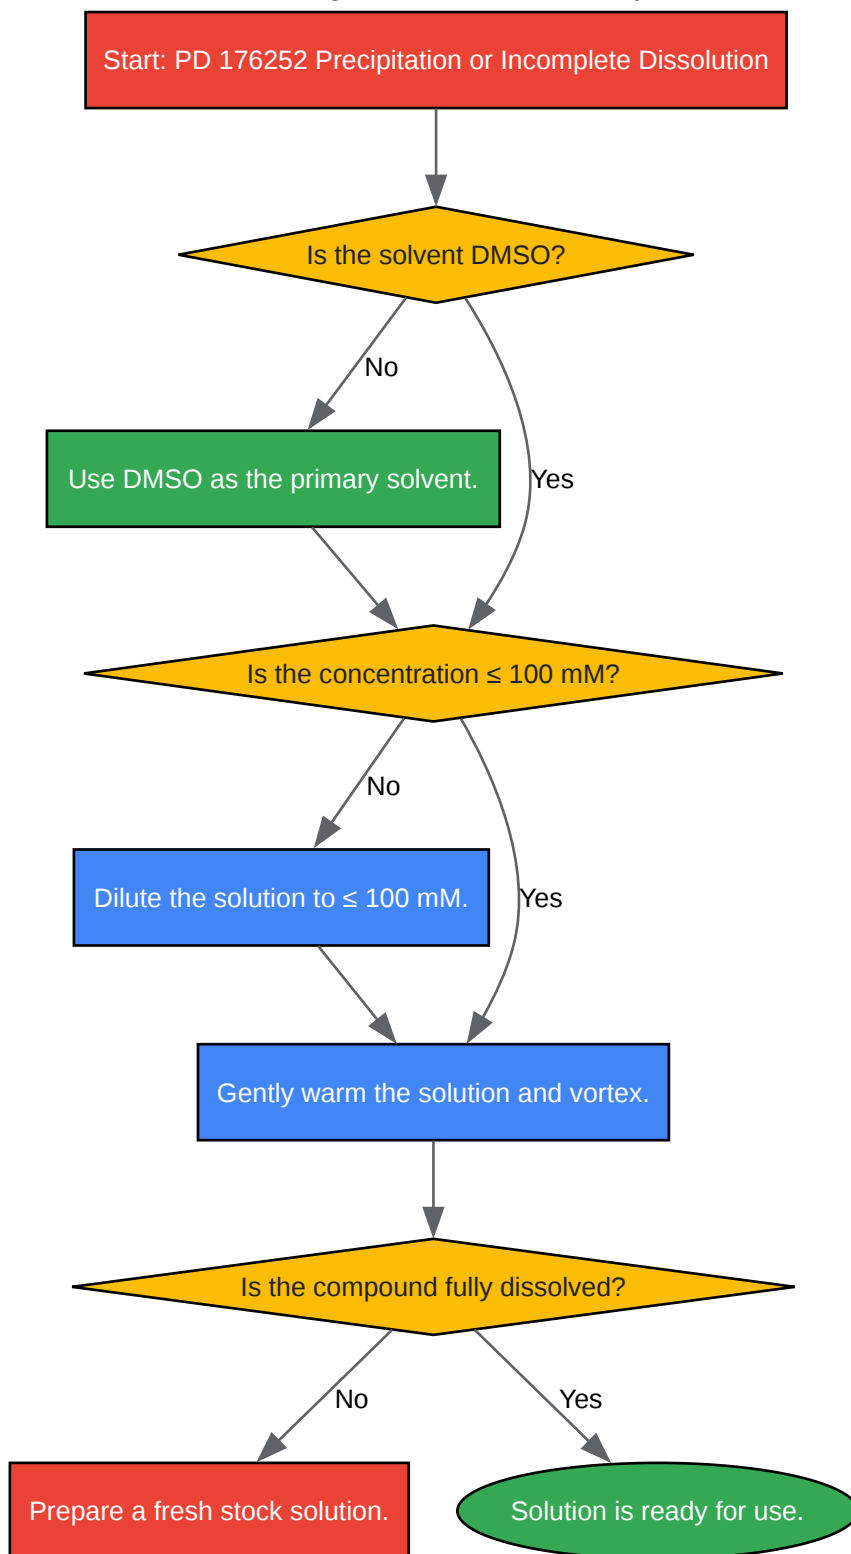 Start: PD 176252 Precipitation or Incomplete Dissolution
Is the solvent DMSO?
No
Use DMSO as the primary solvent.
Yes
Is the concentration ≤ 100 mM?
No
Dilute the solution to ≤ 100 mM.
Yes
Gently warm the solution and vortex.
Is the compound fully dissolved?
No
Yes
Prepare a fresh stock solution.
Solution is ready for use.